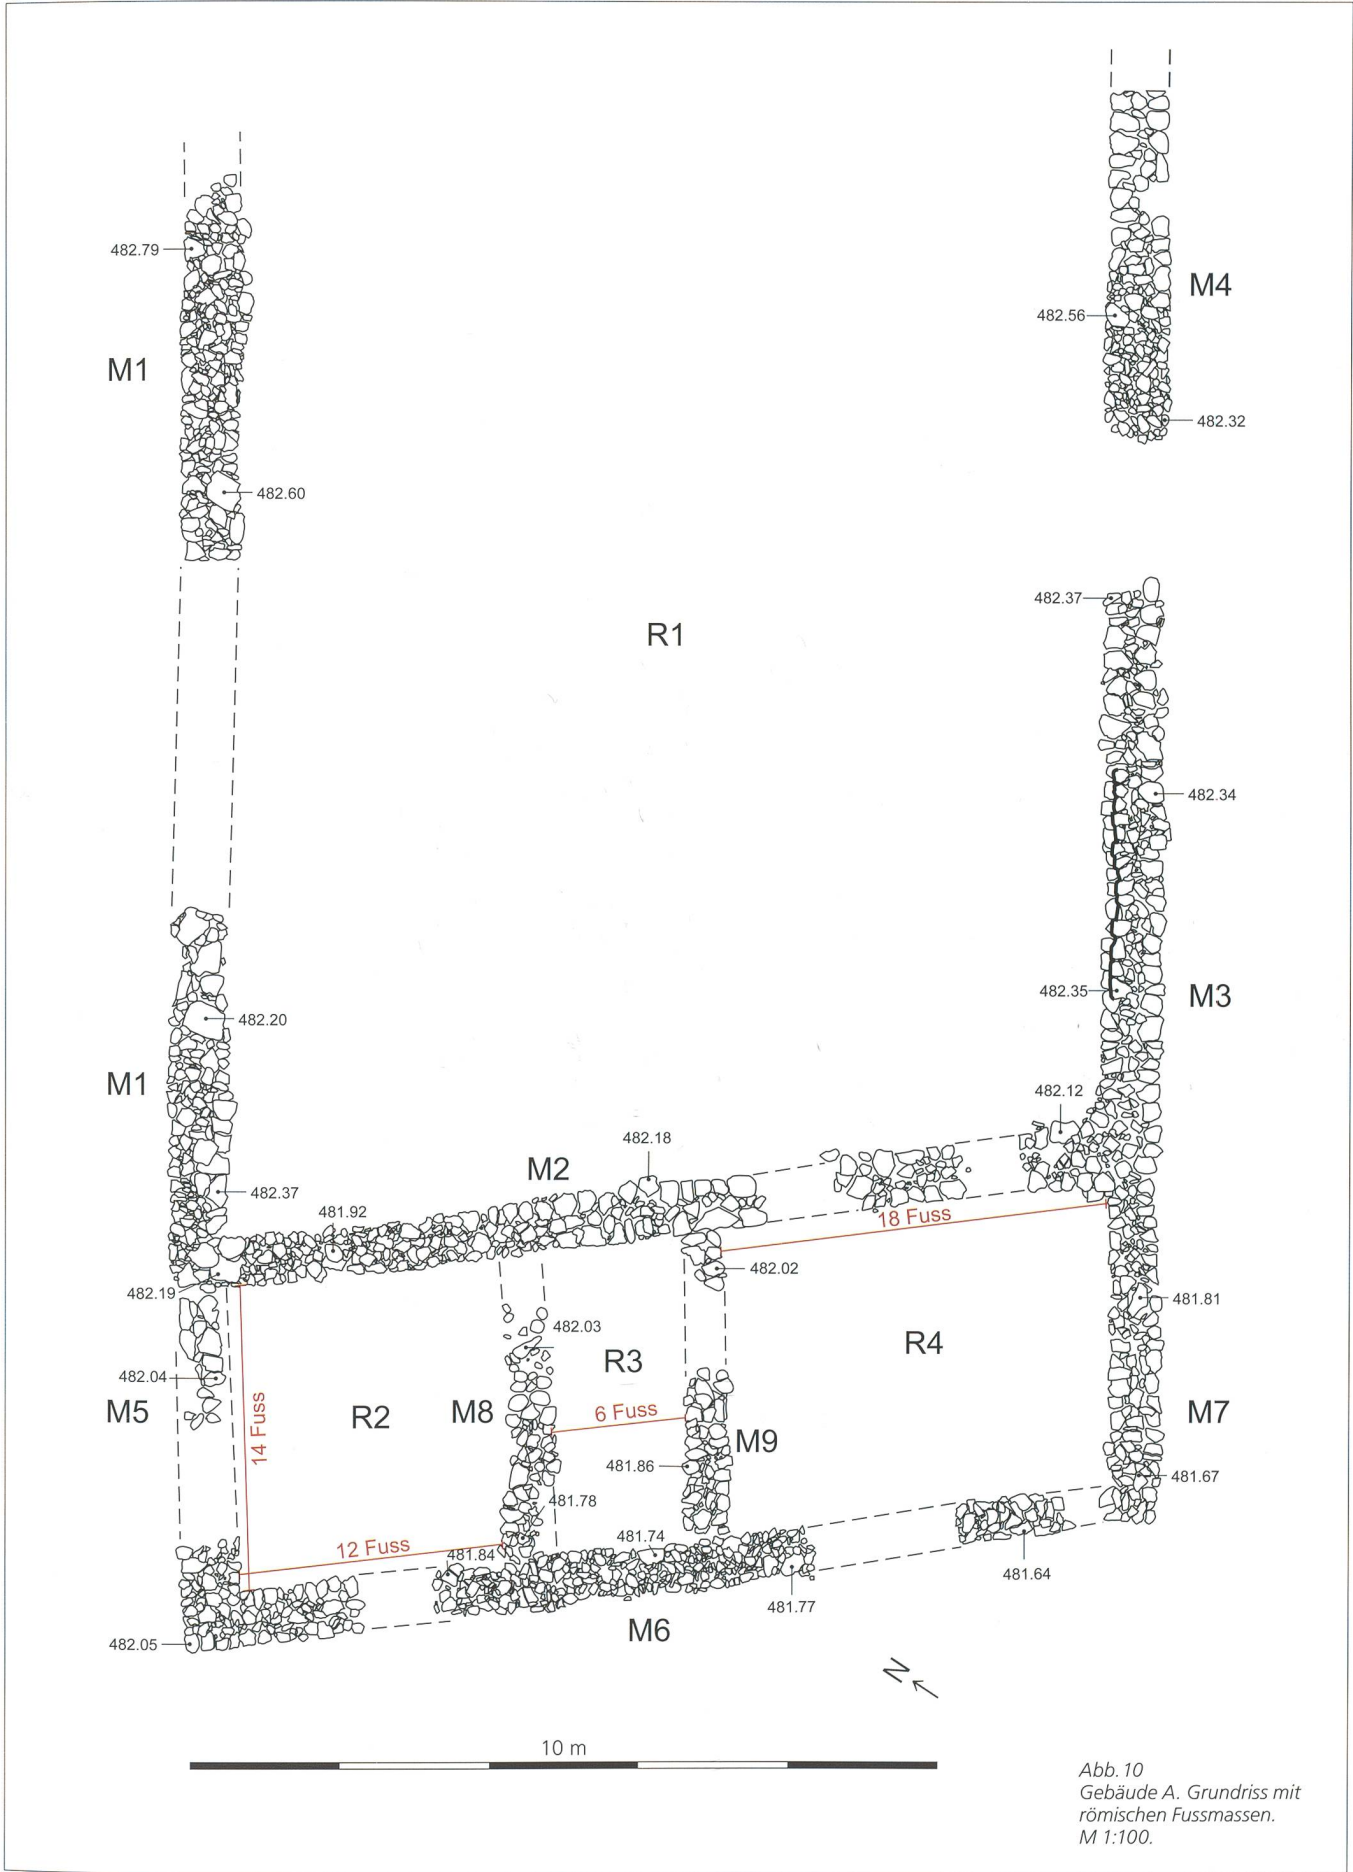 482.79
M4
482.56
M1
482.32
482.60
482.37
R1
482.34
482.35
M3
482.20
M1
482.12
482.18
M2
482.37
481.92
18 Fuss
482.02
482.19
481.81
482.03
R4
R3
482.04
M5
14 Fuss
R2
M8
6 Fuss
M7
M9
481.86
481.67
481.78
481.74
12 Fuss
481.84
481.64
481.77
M6
482.05
N
10 m
Abb. 10
Gebäude A. Grundriss mit
römischen Fussmassen.
M 1:100.